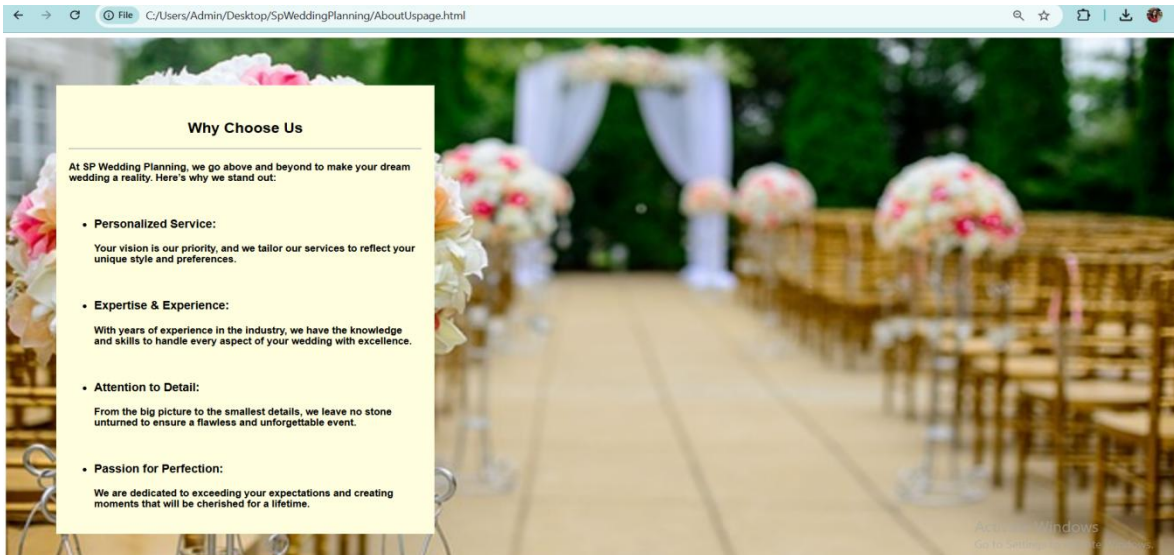 File C:/Users/Admin/Desktop/SpWeddingPlanning/AboutUspage.html
Why Choose Us
At SP Wedding Planning, we go above and beyond to make your dream
wedding a reality. Here's why we stand out:
• Personalized Service:
Your vision is our priority, and we tailor our services to reflect your
unique style and preferences.
• Expertise & Experience:
With years of experience in the industry, we have the knowledge
and skills to handle every aspect of your wedding with excellence.
• Attention to Detail:
From the big picture to the smallest details, we leave no stone
unturned to ensure a flawless and unforgettable event.
• Passion for Perfection:
We are dedicated to exceeding your expectations and creating
moments that will be cherished for a lifetime.
Windows
Go to Settings